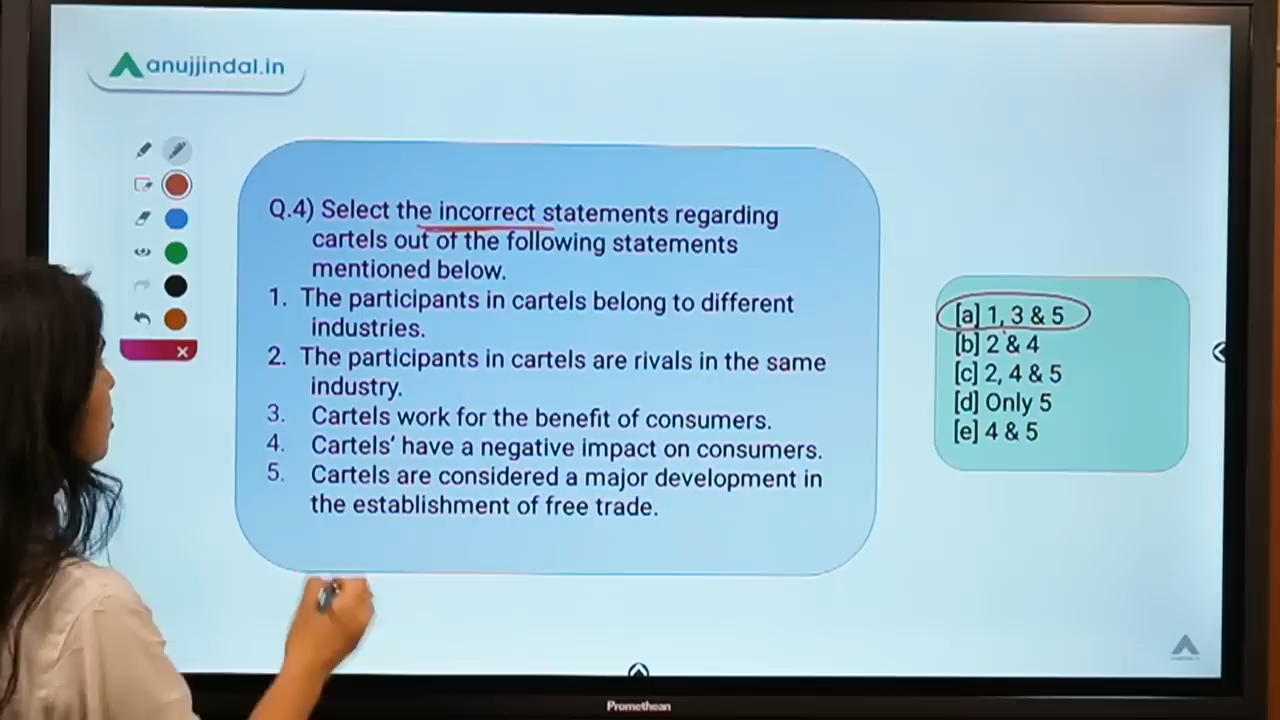 anujjindal.in
Q.4) Select the incorrect statements regarding
cartels out of the following statements
mentioned below.
1. The participants in cartels belong to different
industries.
2. The participants in cartels are rivals in the same
industry.
3. Cartels work for the benefit of consumers.
4. Cartels' have a negative impact on consumers.
5. Cartels are considered a major development in
the establishment of free trade.
[a] 1, 3 & 5
[b] 2 & 4
[c] 2, 4 & 5
[d] Only 5
[e] 4 & 5
Promethean